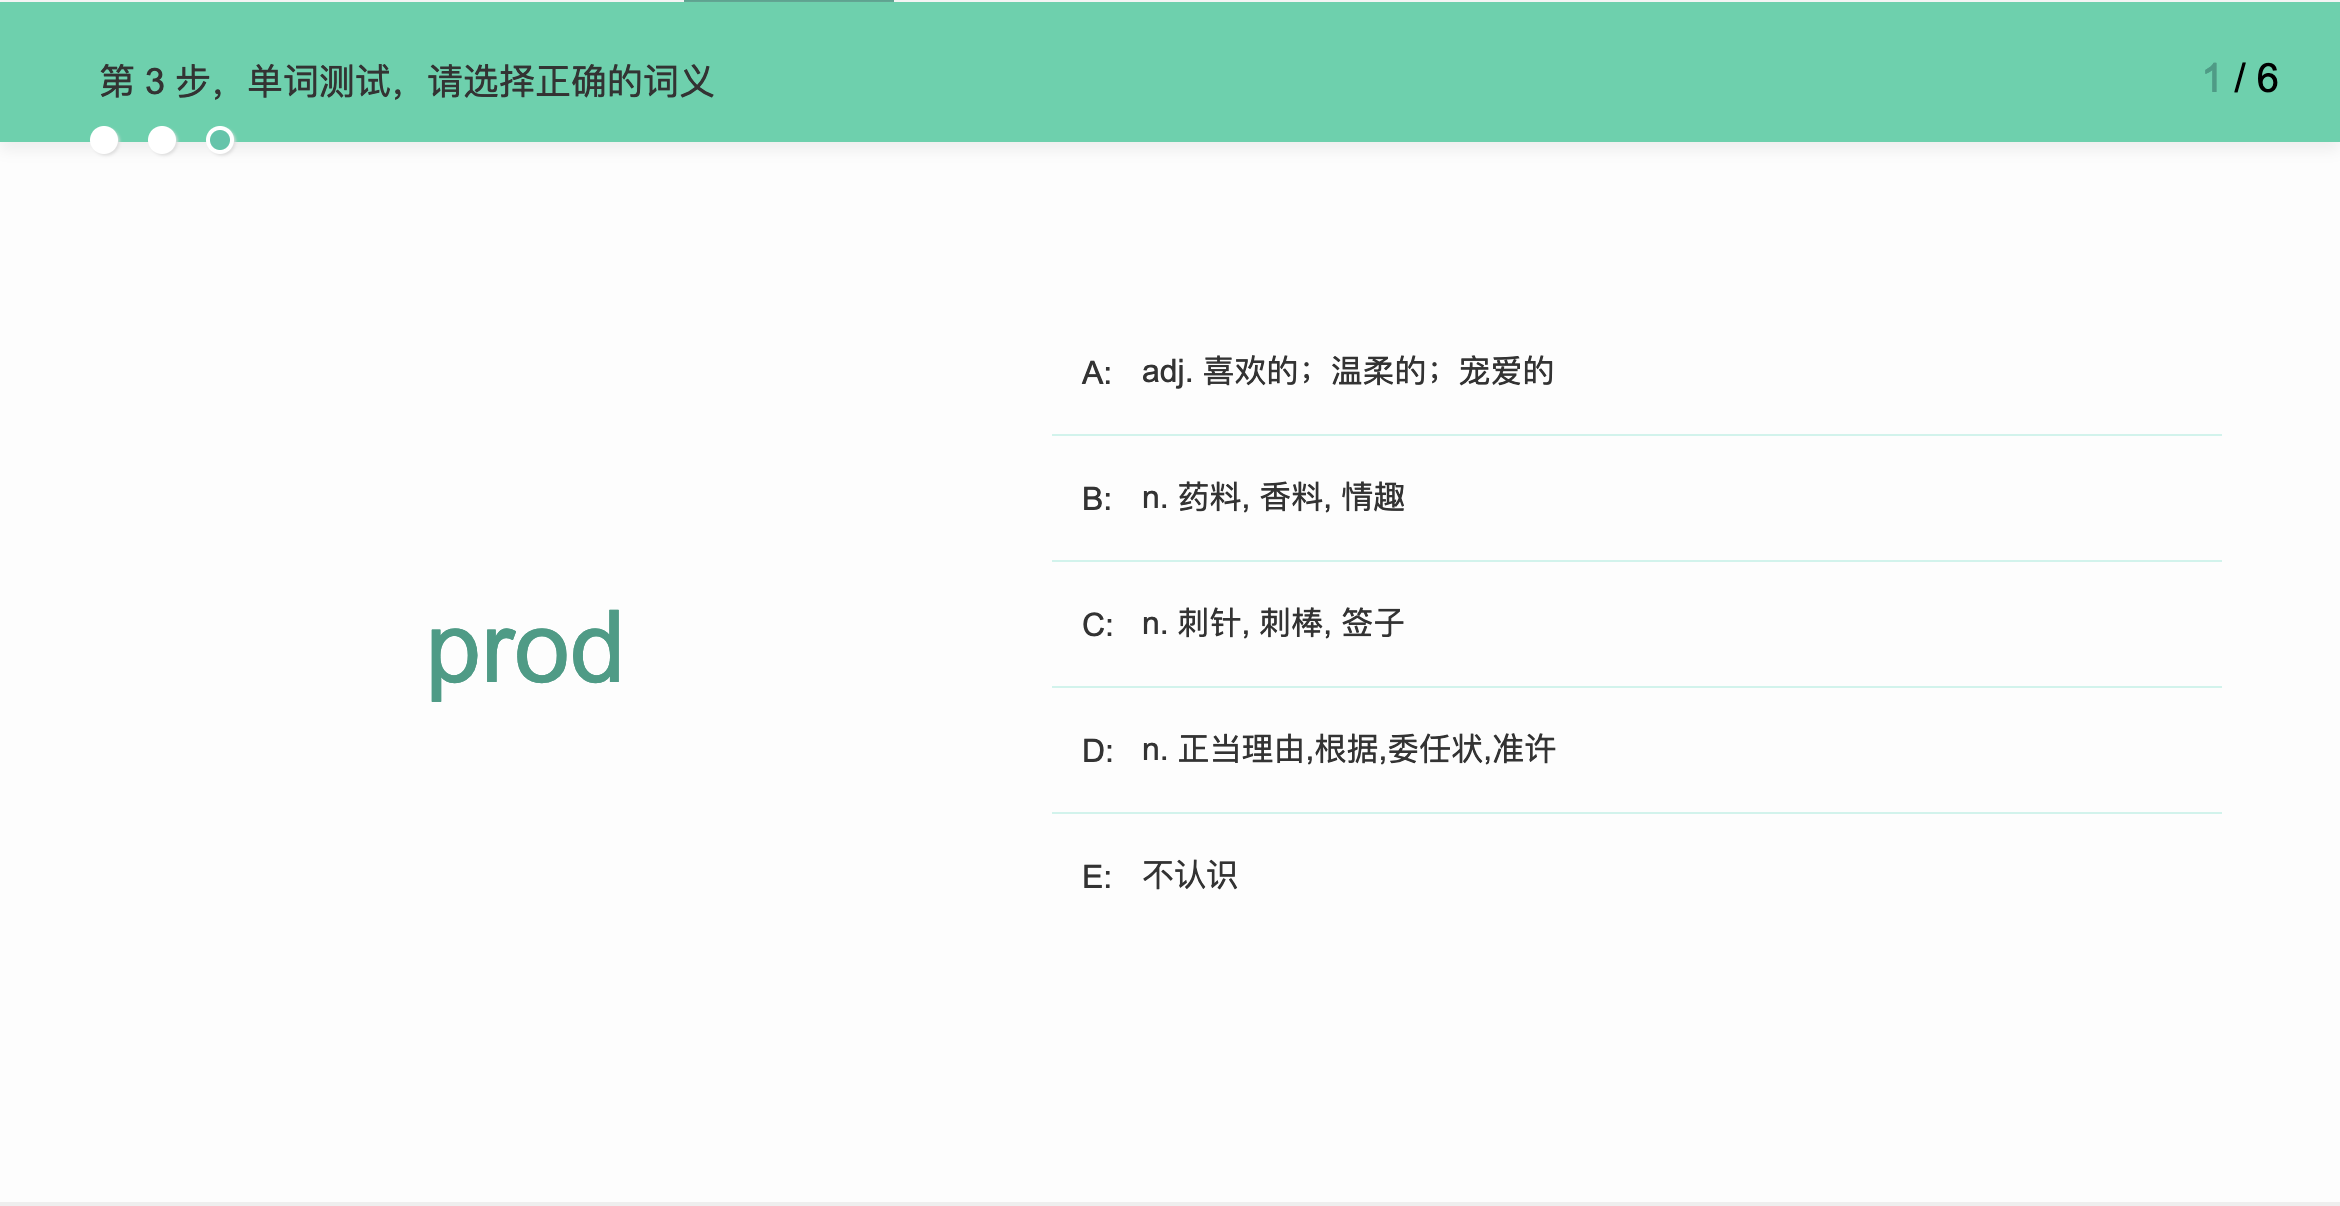 第 3 步，单词测试，请选择正确的词义
1 / 6
prod
A: adj. 喜欢的；温柔的；宠爱的
B: n. 药料, 香料, 情趣
C: n. 刺针, 刺棒, 签子
D: n. 正当理由,根据,委任状,准许
E: 不认识